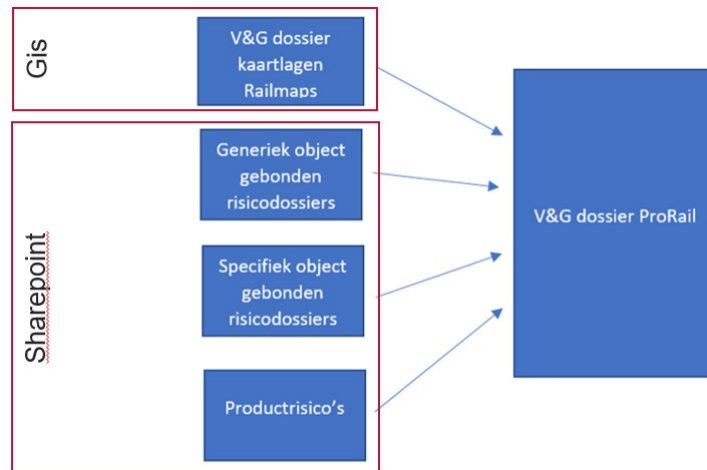 Gis
V&G dossier
kaartlagen
Railmaps
Sharepoint
Generiek object
gebonden
risicodossiers
Specifiek object
gebonden
risicodossiers
Productrisico’s
V&G dossier ProRail